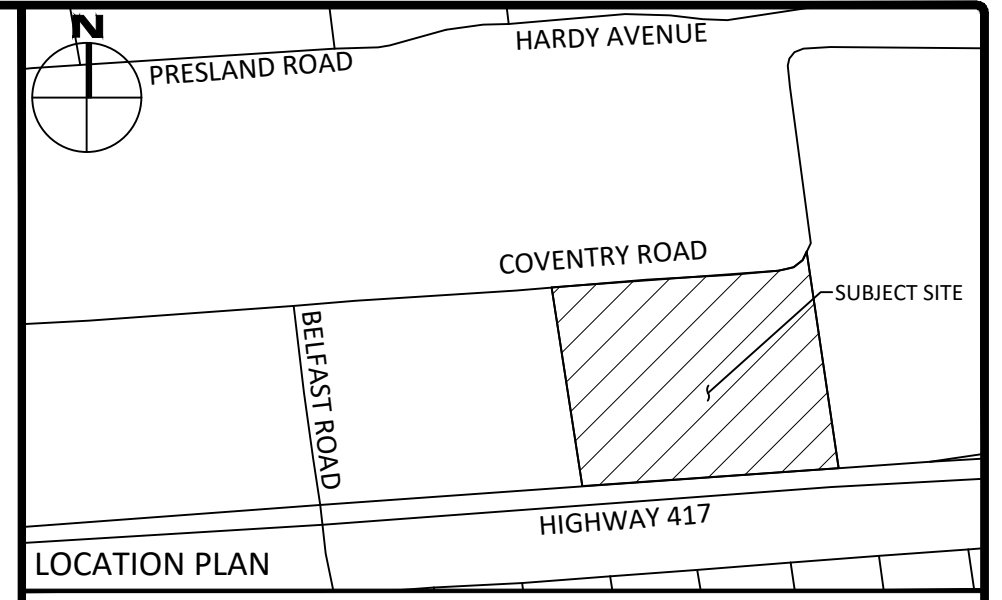 N
HARDY AVENUE
PRESLAND ROAD
COVENTRY ROAD
SUBJECT SITE
BELFAST ROAD
HIGHWAY 417
LOCATION PLAN